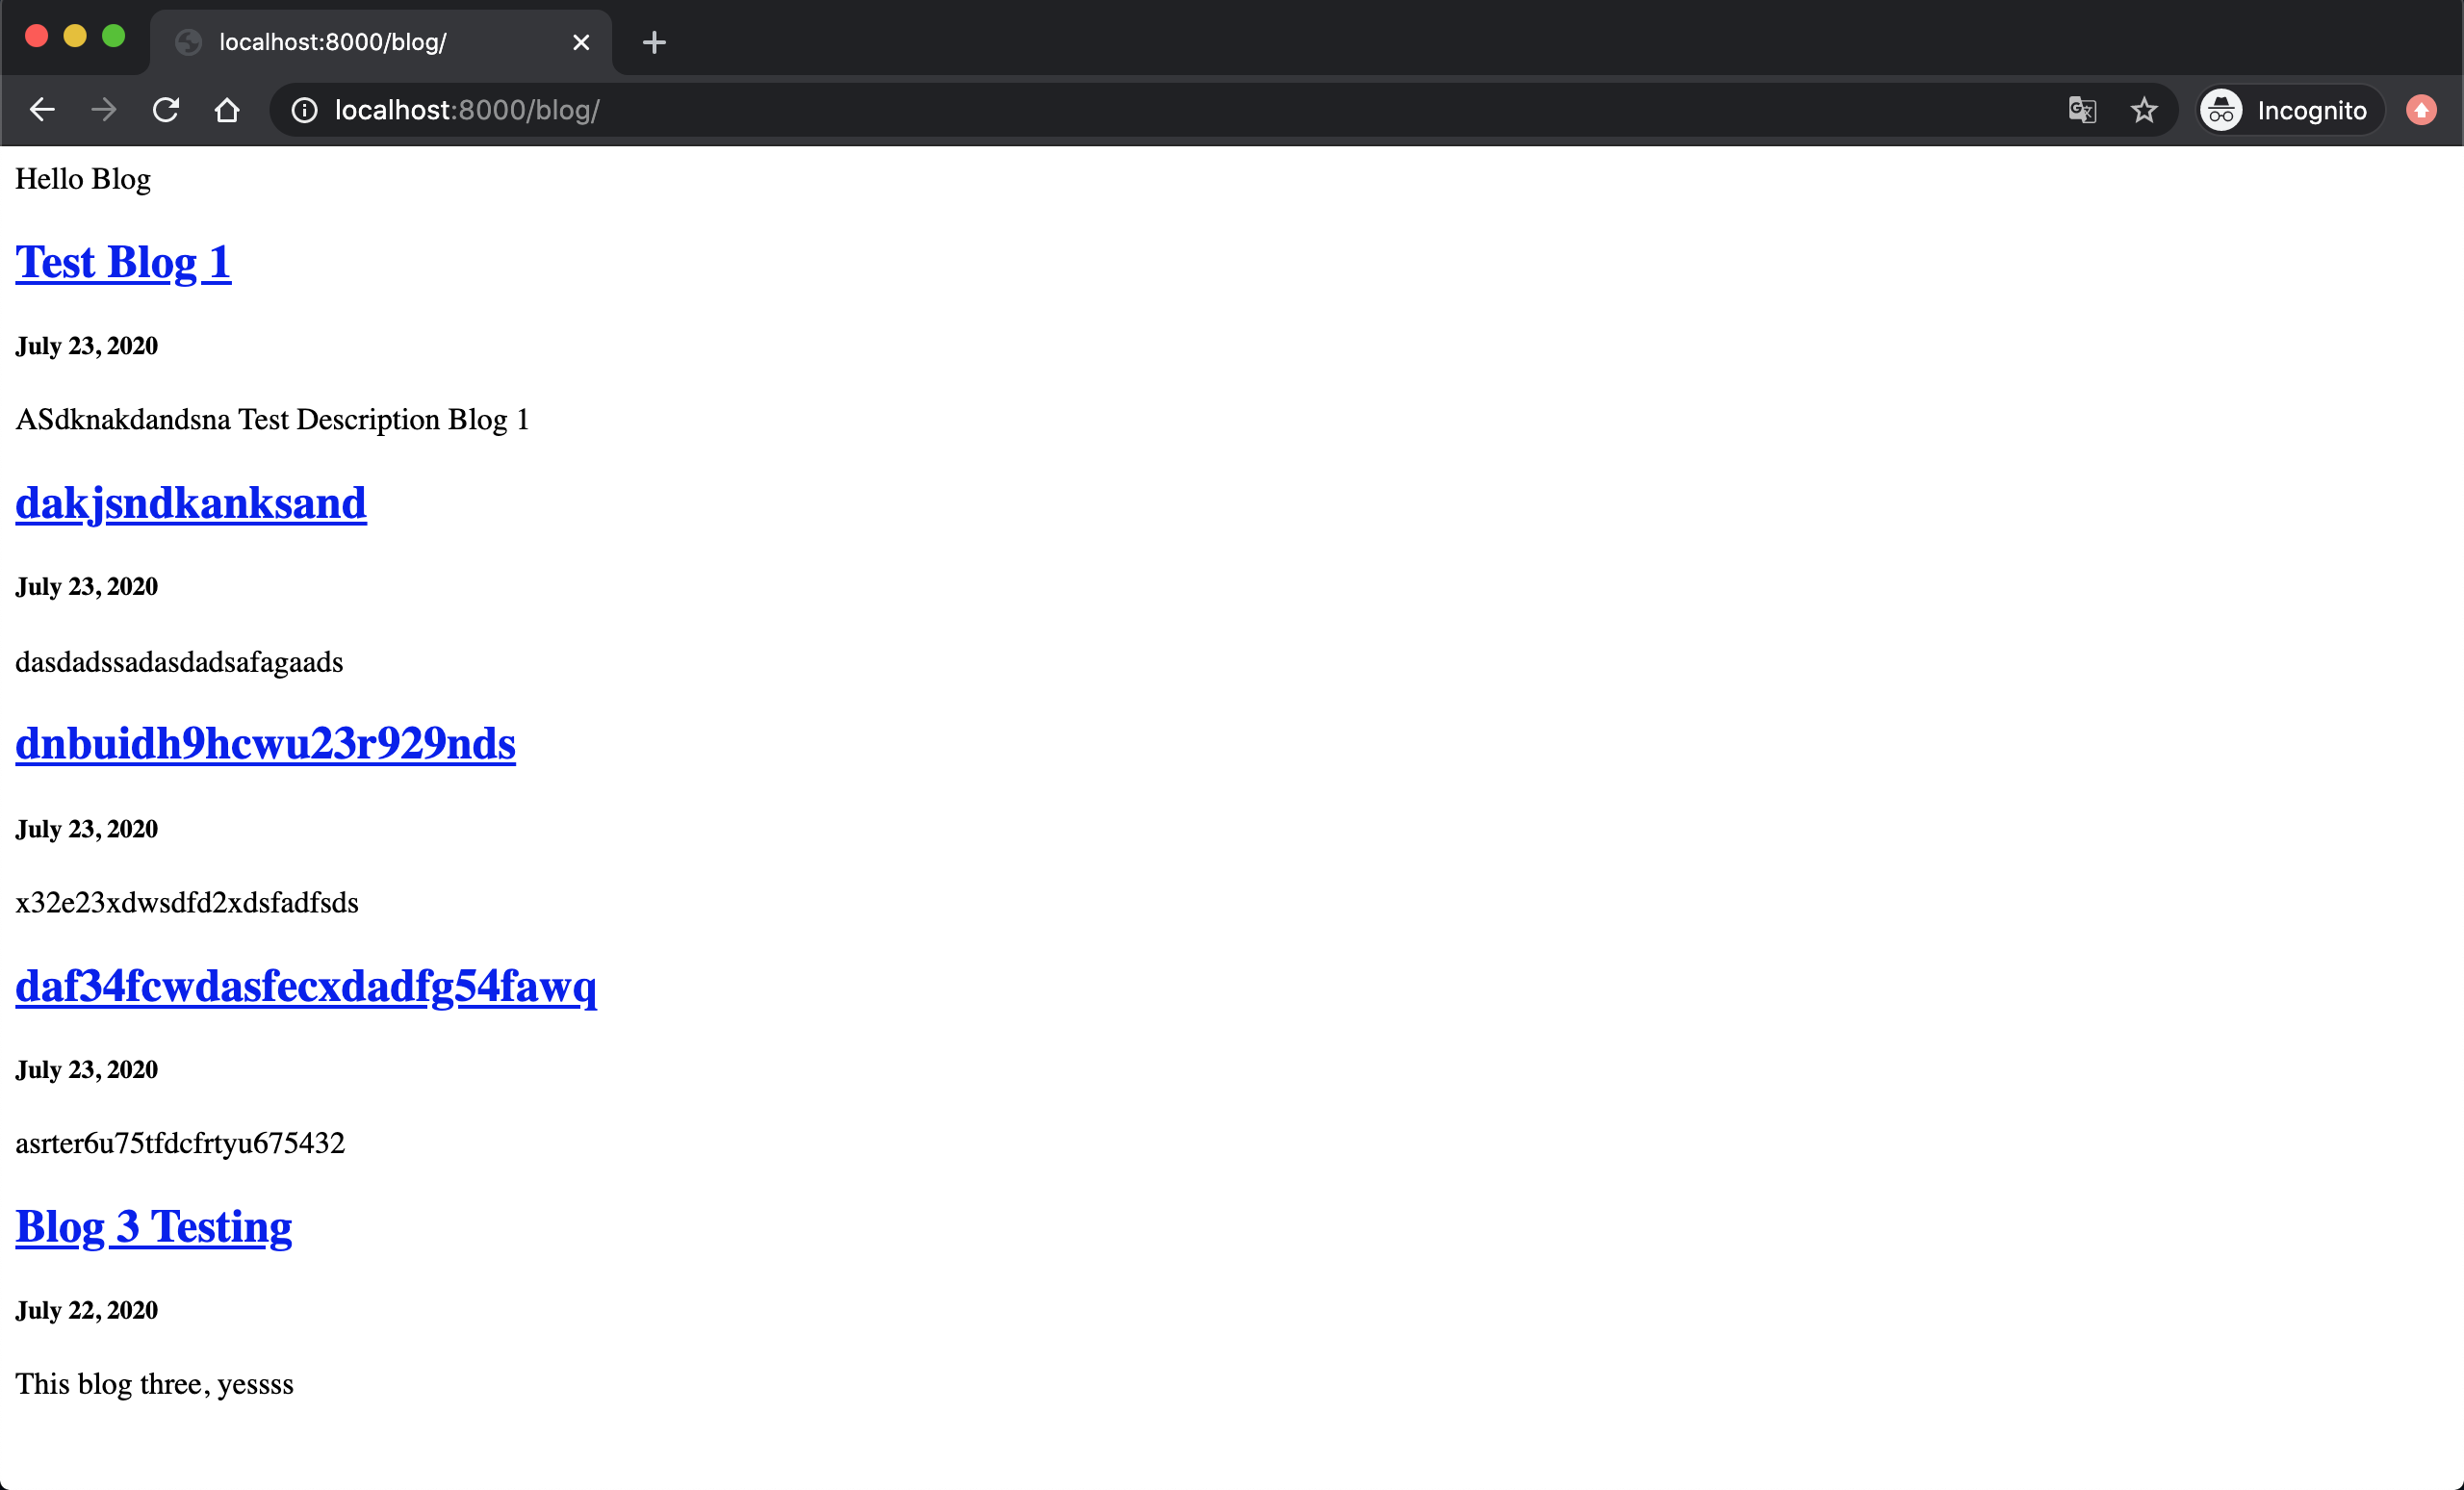 localhost:8000/blog/
localhost:8000/blog/
Incognito
Hello Blog
Test Blog 1
July 23, 2020
ASdknakdandsna Test Description Blog 1
dakjsndkanksand
July 23, 2020
dasdadssadasdadsafagaads
dnbuidh9hcwu23r929nds
July 23, 2020
x32e23xdwsdfd2xdsfadfsds
daf34fcwdasfecxdadfg54fawq
July 23, 2020
asrter6u75tfdcfrtyu675432
Blog 3 Testing
July 22, 2020
This blog three, yessss